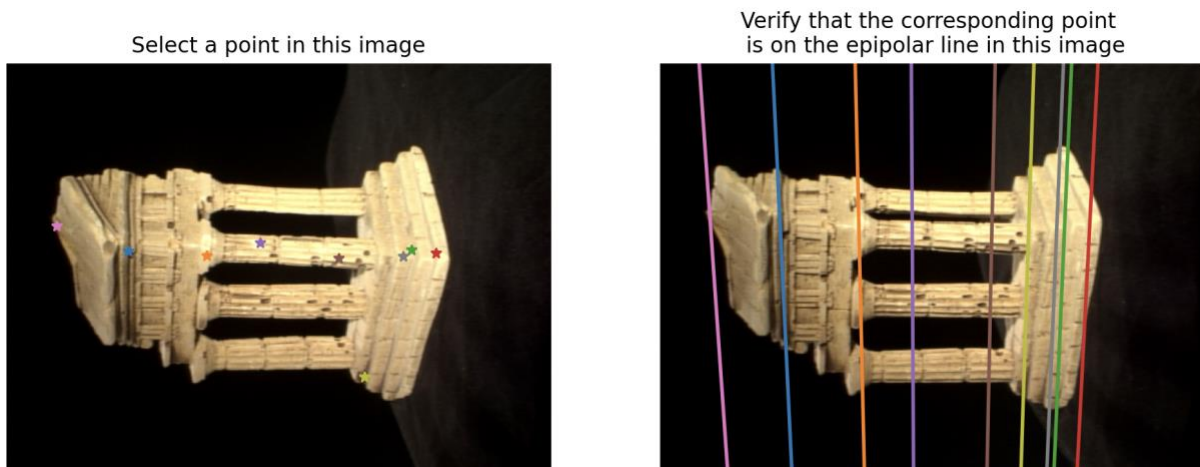 Select a point in this image
Verify that the corresponding point
is on the epipolar line in this image